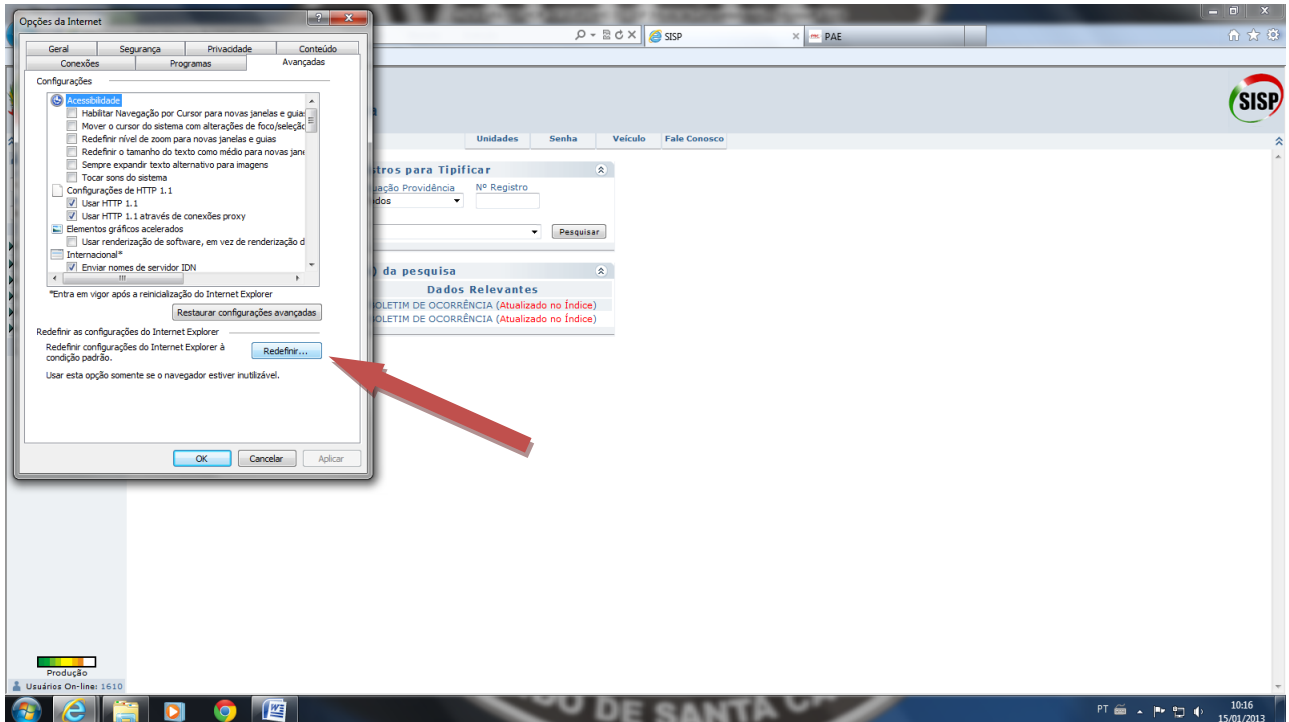 Opções da Internet
SISP
PAE
Geral
Segurança
Privacidade
Conteúdo
Conexões
Programas
Avançadas
Configurações
Acessibilidade
Habilitar Navegação por Cursor para novas janelas e guias
Mover o cursor do sistema com alterações de foco/seleção
Redefinir nível de zoom para novas janelas e guias
Redefinir o tamanho do texto como médio para novas jane
Sempre expandir texto alternativo para imagens
Tocar sons do sistema
Configurações de HTTP 1.1
Usar HTTP 1.1
Usar HTTP 1.1 através de conexões proxy
Elementos gráficos acelerados
Usar renderização de software, em vez de renderização d
Internacional*
Enviar nomes de servidor IDN
*Entra em vigor após a reinicialização do Internet Explorer
Restaurar configurações avançadas
Redefinir as configurações do Internet Explorer
Redefinir configurações do Internet Explorer à
condição padrão.
Redefinir...
Usar esta opção somente se o navegador estiver inutilizável.
OK
Cancelar
Aplicar
SISP
Unidades
Senha
Veículo
Fale Conosco
stros para Tipificar
uação Providência
Nº Registro
dos
Pesquisar
) da pesquisa
Dados Relevantes
OLETIM DE OCORRÊNCIA (Atualizado no Índice)
OLETIM DE OCORRÊNCIA (Atualizado no Índice)
Produção
Usuários On-line: 1610
DO DE SANTA CA
PT
10:16
15/01/2013